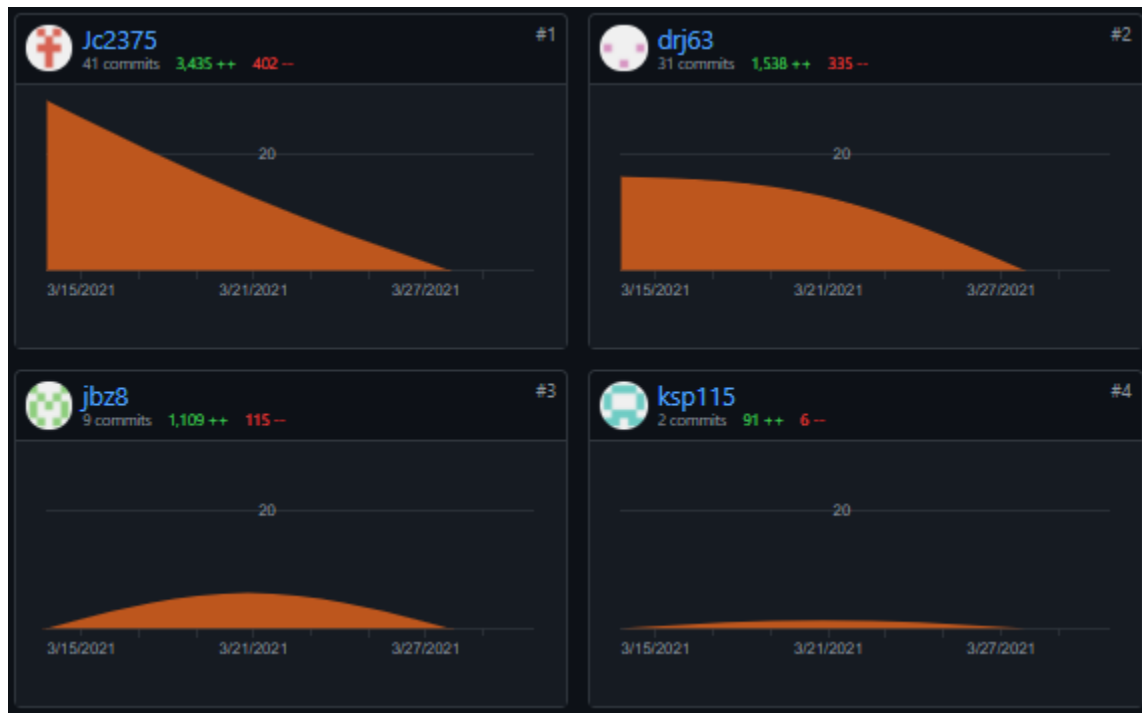 Jc2375 #1
41 commits 3,435 ++ 402 --
20
3/15/2021 3/21/2021 3/27/2021
drj63 #2
31 commits 1,538 ++ 335 --
20
3/15/2021 3/21/2021 3/27/2021
jbz8 #3
9 commits 1,109 ++ 115 --
20
3/15/2021 3/21/2021 3/27/2021
ksp115 #4
2 commits 91 ++ 6 --
20
3/15/2021 3/21/2021 3/27/2021